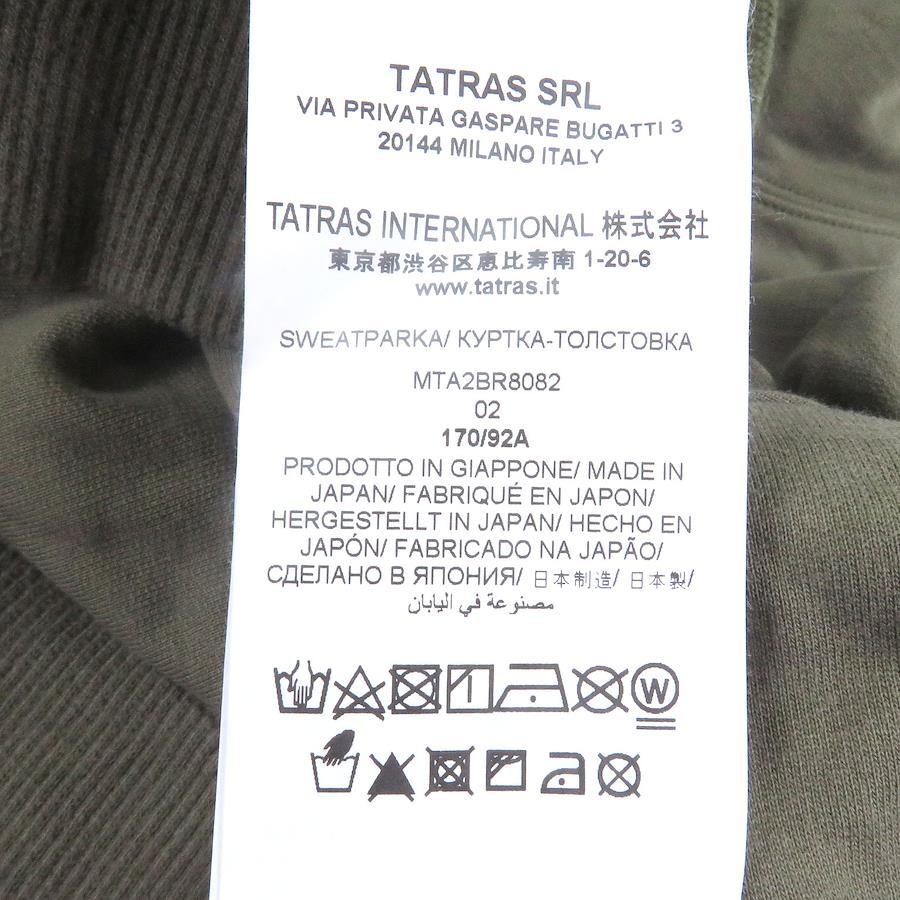 TATRAS SRL
VIA PRIVATA GASPARE BUGATTI 3
20144 MILANO ITALY
TATRAS INTERNATIONAL 株式会社
東京都渋谷区恵比寿南 1-20-6
www.tatras.it
SWEATPARKA/ КУРТКА-ТОЛСТОВКА
MTA2BR8082
02
170/92A
PRODOTTO IN GIAPPONE/ MADE IN
JAPAN/ FABRIQUÉ EN JAPON/
HERGESTELLT IN JAPAN/ HECHO EN
JAPÓN/ FABRICADO NA JAPÃO/
СДЕЛАНО В ЯПОНИЯ/ 日本制造/ 日本製/
مصنوعة في اليابان
W